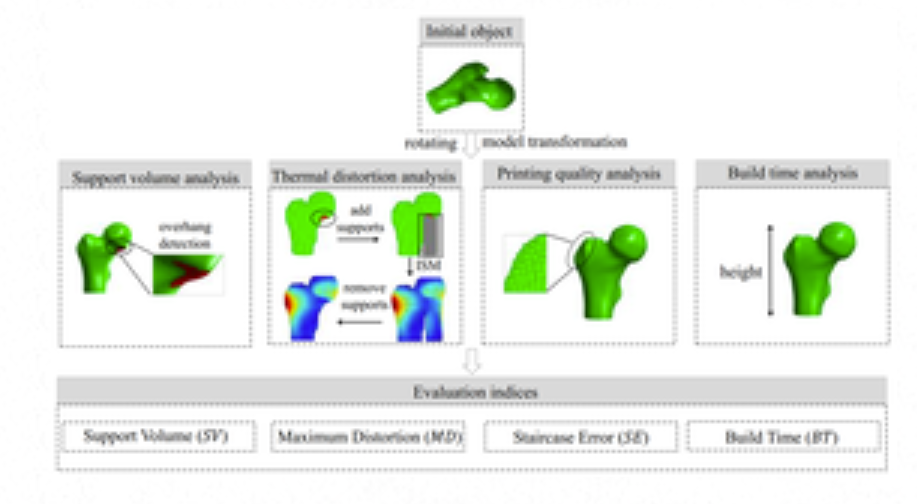 Initial object
rotating model transformation
Support volume analysis
Thermal distortion analysis
Printing quality analysis
Build time analysis
overhang
detection
add
supports
ISM
remove
supports
height
Evaluation indices
Support Volume (SV)
Maximum Distortion (MD)
Staircase Error (SE)
Build Time (BT)